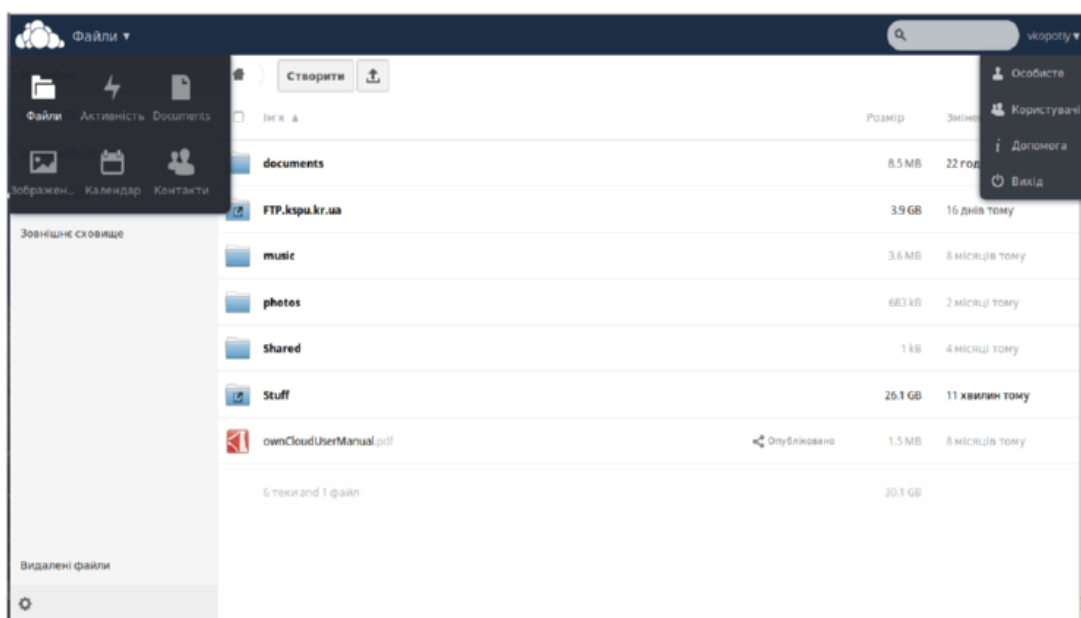 Файли ▾ vkopotiy ▾
Файли Активність Documents
Зображен... Календар Контакти
Зовнішнє сховище
Видалені файли
Створити
Ім'я ▲ Розмір Зміне
documents 8.5 MB 22 год
FTP.kspu.kr.ua 3.9 GB 16 днів тому
music 3.6 MB 8 місяців тому
photos 683 kB 2 місяці тому
Shared 1 kB 4 місяці тому
Stuff 26.1 GB 11 хвилин тому
ownCloudUserManual.pdf Опубліковано 1.5 MB 8 місяців тому
6 теки and 1 файл 30.1 GB
Особисте
Користувачі
Допомога
Вихід